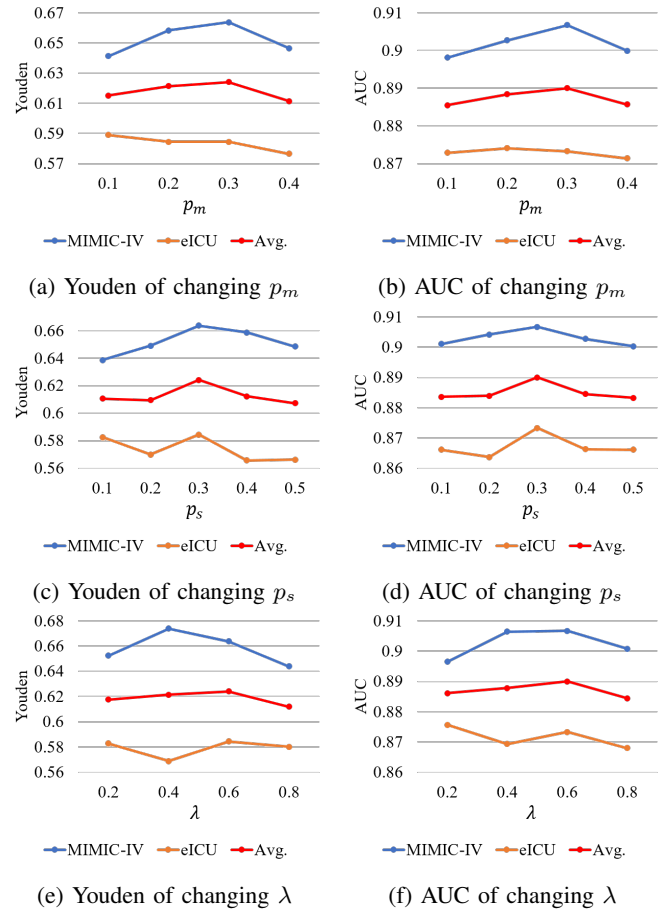 0.67
0.65
0.63
0.61
0.59
0.57
Youden
0.1 0.2 0.3 0.4
p_m
MIMIC-IV eICU Avg.
(a) Youden of changing p_m
0.91
0.9
0.89
0.88
0.87
AUC
0.1 0.2 0.3 0.4
p_m
MIMIC-IV eICU Avg.
(b) AUC of changing p_m
0.66
0.64
0.62
0.6
0.58
0.56
Youden
0.1 0.2 0.3 0.4 0.5
p_s
MIMIC-IV eICU Avg.
(c) Youden of changing p_s
0.91
0.9
0.89
0.88
0.87
0.86
AUC
0.1 0.2 0.3 0.4 0.5
p_s
MIMIC-IV eICU Avg.
(d) AUC of changing p_s
0.68
0.66
0.64
0.62
0.6
0.58
0.56
Youden
0.2 0.4 0.6 0.8
λ
MIMIC-IV eICU Avg.
(e) Youden of changing λ
0.91
0.9
0.89
0.88
0.87
0.86
AUC
0.2 0.4 0.6 0.8
λ
MIMIC-IV eICU Avg.
(f) AUC of changing λ